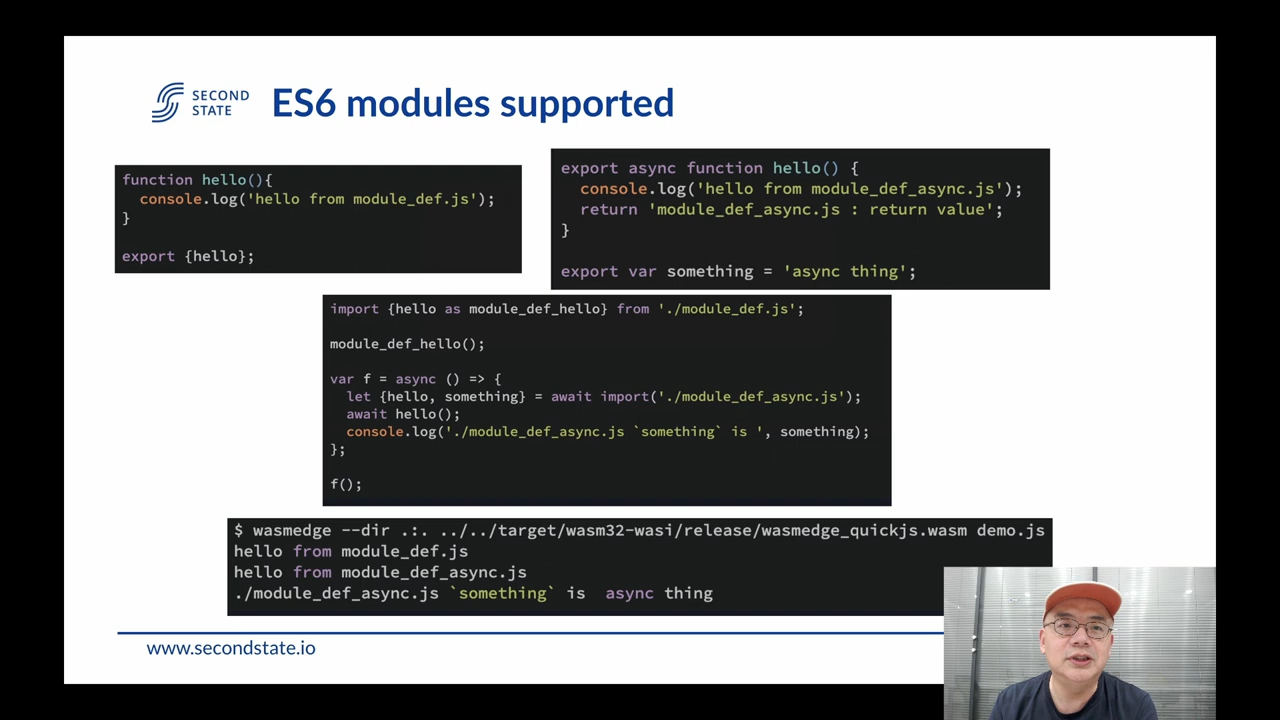 SECOND
STATE
ES6 modules supported
function hello(){
  console.log('hello from module_def.js');
}
export {hello};
export async function hello() {
  console.log('hello from module_def_async.js');
  return 'module_def_async.js : return value';
}
export var something = 'async thing';
import {hello as module_def_hello} from './module_def.js';
module_def_hello();
var f = async () => {
  let {hello, something} = await import('./module_def_async.js');
  await hello();
  console.log('./module_def_async.js `something` is ', something);
};
f();
$ wasmedge --dir .:. ../../target/wasm32-wasi/release/wasmedge_quickjs.wasm demo.js
hello from module_def.js
hello from module_def_async.js
./module_def_async.js `something` is  async thing
www.secondstate.io